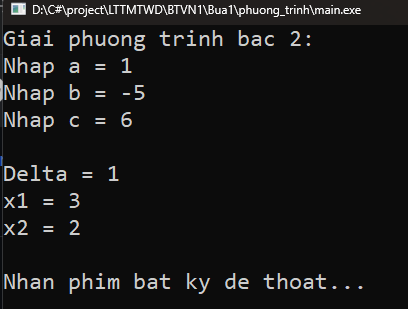 D:\C#\project\LTTMTWD\BTVN1\Bua1\phuong_trinh\main.exe
Giai phuong trinh bac 2:
Nhap a = 1
Nhap b = -5
Nhap c = 6
Delta = 1
x1 = 3
x2 = 2
Nhan phim bat ky de thoat...